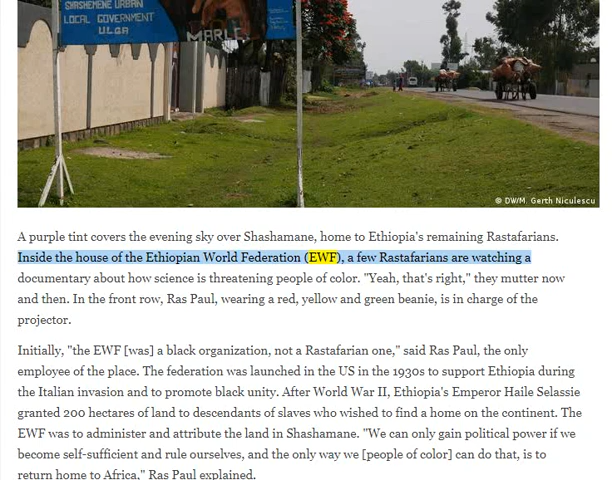 SHASHEMENE URBAN
LOCAL GOVERNMENT
ULGA
MARLE
© DW/M. Gerth Niculescu
A purple tint covers the evening sky over Shashamane, home to Ethiopia's remaining Rastafarians.
Inside the house of the Ethiopian World Federation (EWF), a few Rastafarians are watching a
documentary about how science is threatening people of color. "Yeah, that's right," they mutter now
and then. In the front row, Ras Paul, wearing a red, yellow and green beanie, is in charge of the
projector.
Initially, "the EWF [was] a black organization, not a Rastafarian one," said Ras Paul, the only
employee of the place. The federation was launched in the US in the 1930s to support Ethiopia during
the Italian invasion and to promote black unity. After World War II, Ethiopia's Emperor Haile Selassie
granted 200 hectares of land to descendants of slaves who wished to find a home on the continent. The
EWF was to administer and attribute the land in Shashamane. "We can only gain political power if we
become self-sufficient and rule ourselves, and the only way we [people of color] can do that, is to
return home to Africa," Ras Paul explained.